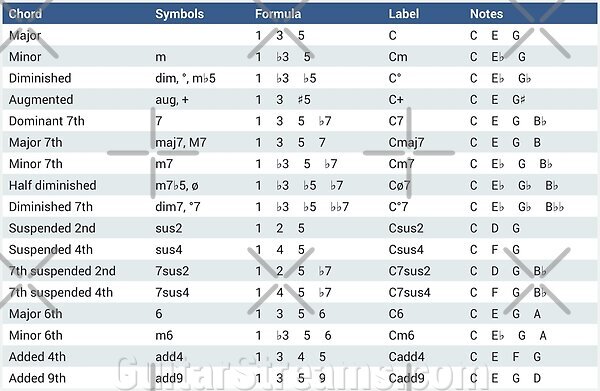 Chord Symbols Formula Label Notes
Major 1 3 5 C C E G
Minor m 1 ♭3 5 Cm C E♭ G
Diminished dim, °, m♭5 1 ♭3 ♭5 C° C E♭ G♭
Augmented aug, + 1 3 ♯5 C+ C E G♯
Dominant 7th 7 1 3 5 ♭7 C7 C E G B♭
Major 7th maj7, M7 1 3 5 7 Cmaj7 C E G B
Minor 7th m7 1 ♭3 5 ♭7 Cm7 C E♭ G B♭
Half diminished m7♭5, ø 1 ♭3 ♭5 ♭7 Cø7 C E♭ G♭ B♭
Diminished 7th dim7, °7 1 ♭3 ♭5 ♭♭7 C°7 C E♭ G♭ B♭♭
Suspended 2nd sus2 1 2 5 Csus2 C D G
Suspended 4th sus4 1 4 5 Csus4 C F G
7th suspended 2nd 7sus2 1 2 5 ♭7 C7sus2 C D G B♭
7th suspended 4th 7sus4 1 4 5 ♭7 C7sus4 C F G B♭
Major 6th 6 1 3 5 6 C6 C E G A
Minor 6th m6 1 ♭3 5 6 Cm6 C E♭ G A
Added 4th add4 1 3 4 5 Cadd4 C E F G
GuitarStreams.com
Added 9th add9 1 3 5 9 Cadd9 C E G D